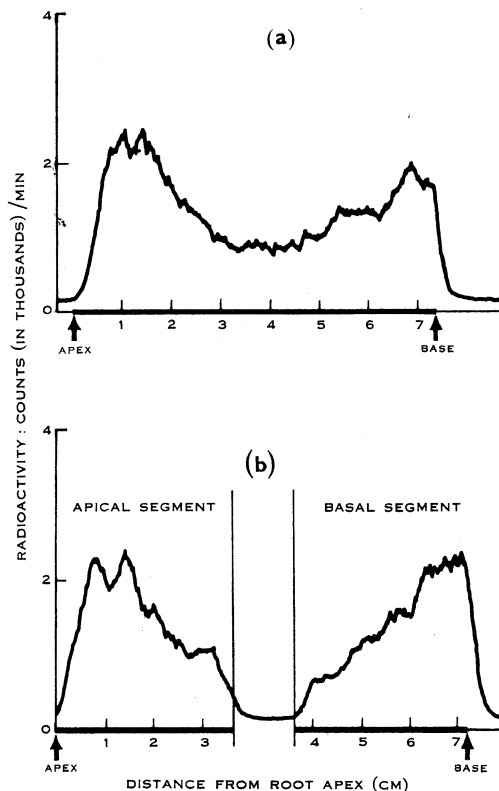 (a)
4
2
0
1 2 3 4 5 6 7
APEX
BASE
RADIOACTIVITY: COUNTS (IN THOUSANDS)/MIN
(b)
4
APICAL SEGMENT
BASAL SEGMENT
2
0
1 2 3 4 5 6 7
APEX
BASE
DISTANCE FROM ROOT APEX (CM)